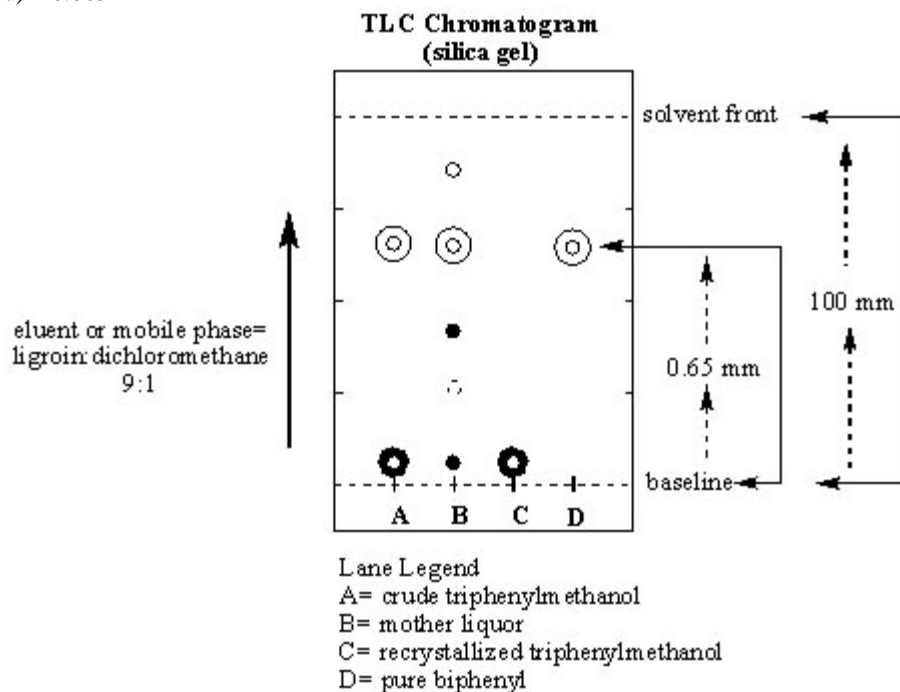 TLC Chromatogram
(silica gel)
solvent front
eluent or mobile phase=
ligroin:dichloromethane
9:1
100 mm
0.65 mm
baseline
A B C D
Lane Legend
A= crude triphenylmethanol
B= mother liquor
C= recrystallized triphenylmethanol
D= pure biphenyl